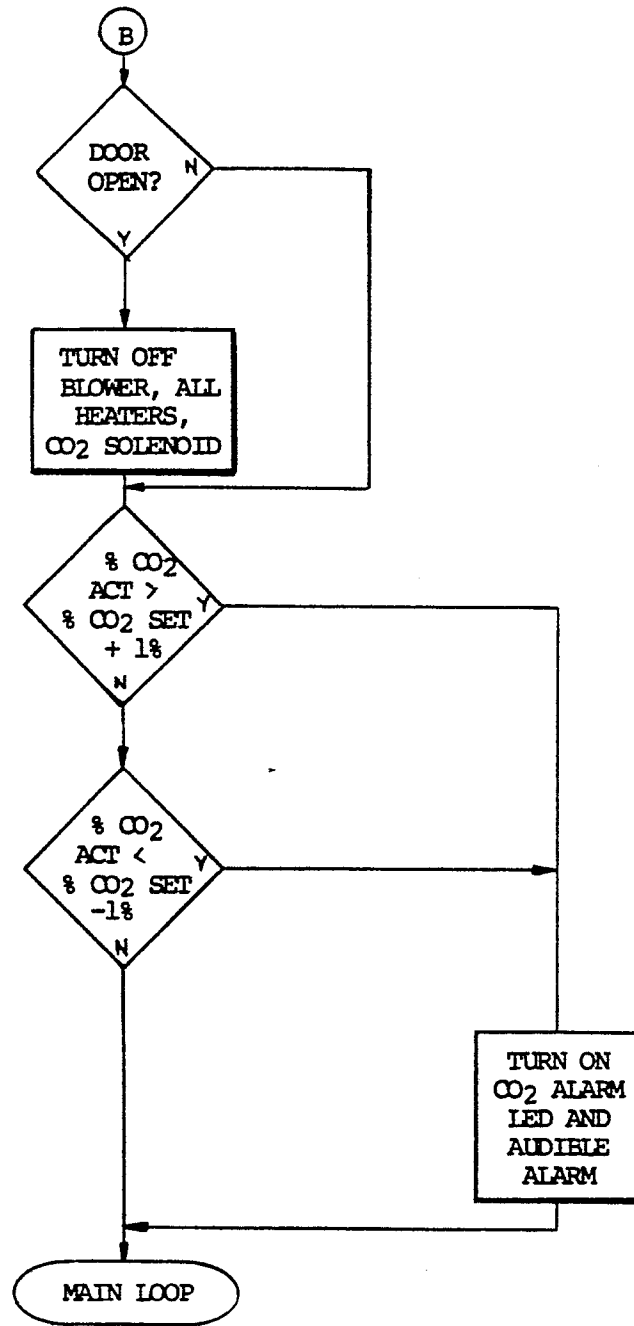 B
DOOR
OPEN?
N
Y
TURN OFF
BLOWER, ALL
HEATERS,
CO2 SOLENOID
% CO2
ACT >
% CO2 SET
+ 1%
Y
N
% CO2
ACT <
% CO2 SET
-1%
Y
N
TURN ON
CO2 ALARM
LED AND
AUDIBLE
ALARM
MAIN LOOP